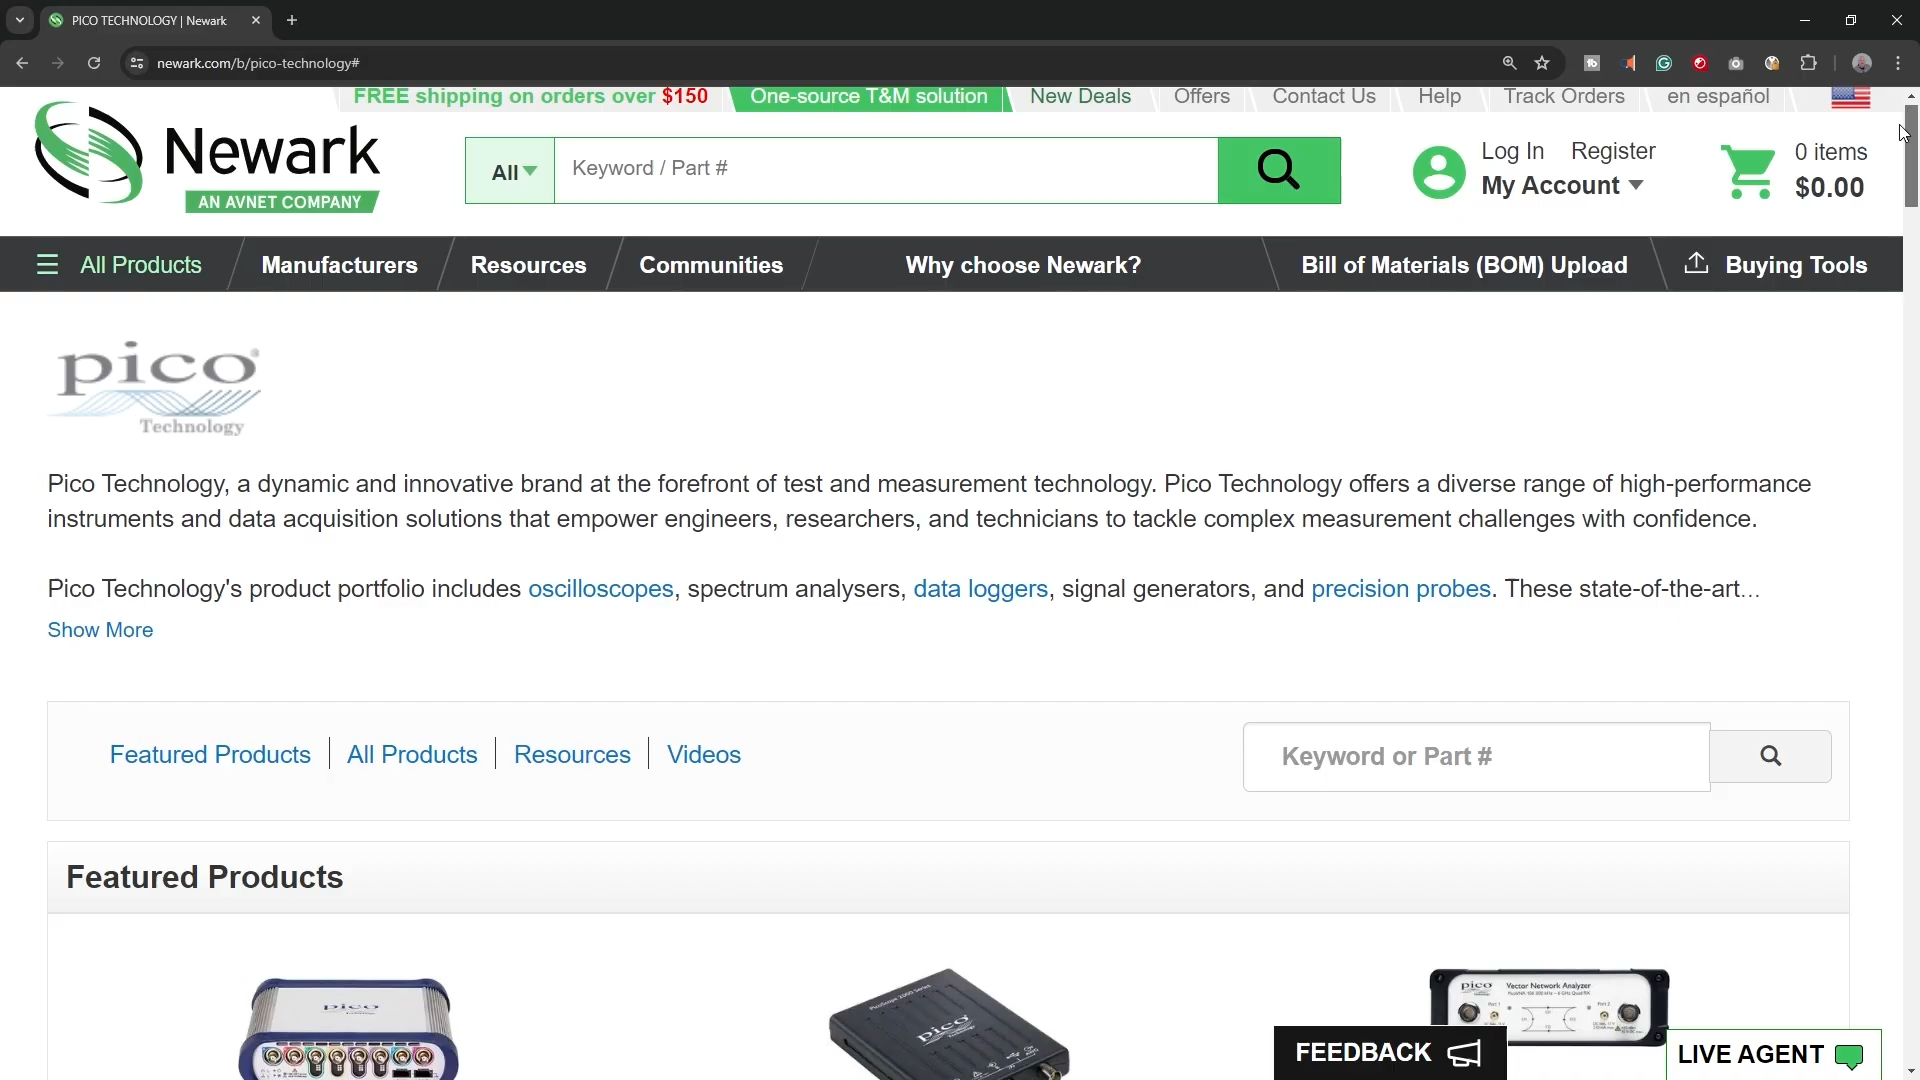 PICO TECHNOLOGY | Newark
newark.com/b/pico-technology#
FREE shipping on orders over $150
One-source T&M solution
New Deals
Offers
Contact Us
Help
Track Orders
en español
Newark
AN AVNET COMPANY
All
Keyword / Part #
Log In
Register
My Account
0 items
$0.00
All Products
Manufacturers
Resources
Communities
Why choose Newark?
Bill of Materials (BOM) Upload
Buying Tools
pico
Technology
Pico Technology, a dynamic and innovative brand at the forefront of test and measurement technology. Pico Technology offers a diverse range of high-performance
instruments and data acquisition solutions that empower engineers, researchers, and technicians to tackle complex measurement challenges with confidence.
Pico Technology's product portfolio includes oscilloscopes, spectrum analysers, data loggers, signal generators, and precision probes. These state-of-the-art...
Show More
Featured Products
All Products
Resources
Videos
Keyword or Part #
Featured Products
pico
PicoScope 2000 Series
pico
pico
Vector Network Analyzer
FEEDBACK
LIVE AGENT